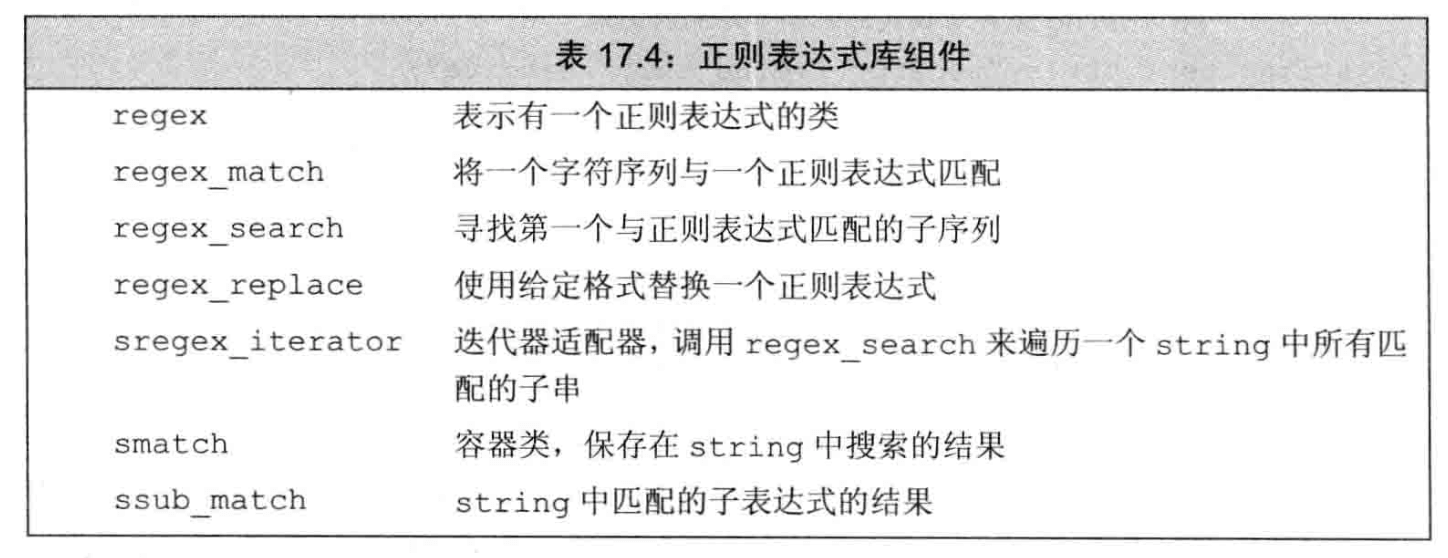 表 17.4：正则表达式库组件
regex 表示有一个正则表达式的类
regex_match 将一个字符序列与一个正则表达式匹配
regex_search 寻找第一个与正则表达式匹配的子序列
regex_replace 使用给定格式替换一个正则表达式
sregex_iterator 迭代器适配器，调用 regex_search 来遍历一个 string 中所有匹
配的子串
smatch 容器类，保存在 string 中搜索的结果
ssub_match string 中匹配的子表达式的结果